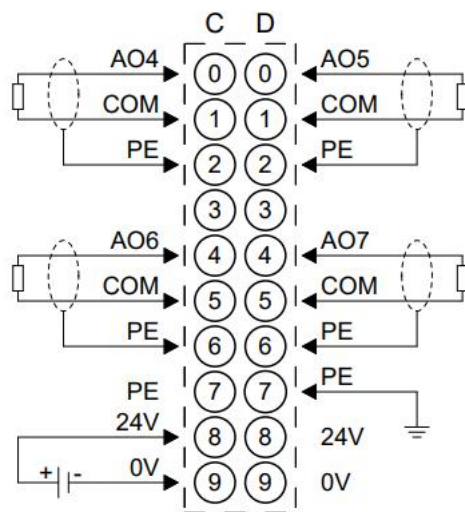 C D
AO4 0 0 AO5
COM 1 1 COM
PE 2 2 PE
3 3
AO6 4 4 AO7
COM 5 5 COM
PE 6 6 PE
PE 7 7 PE
24V 8 8 24V
+ - 0V 9 9 0V